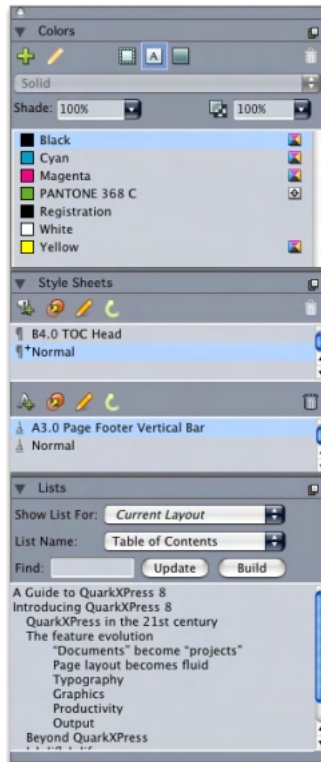 Colors
Solid
Shade: 100% 100%
Black
Cyan
Magenta
PANTONE 368 C
Registration
White
Yellow
Style Sheets
B4.0 TOC Head
Normal
A3.0 Page Footer Vertical Bar
Normal
Lists
Show List For: Current Layout
List Name: Table of Contents
Find: Update Build
A Guide to QuarkXPress 8
Introducing QuarkXPress 8
QuarkXPress in the 21st century
The feature evolution
“Documents” become “projects”
Page layout becomes fluid
Typography
Graphics
Productivity
Output
Beyond QuarkXPress